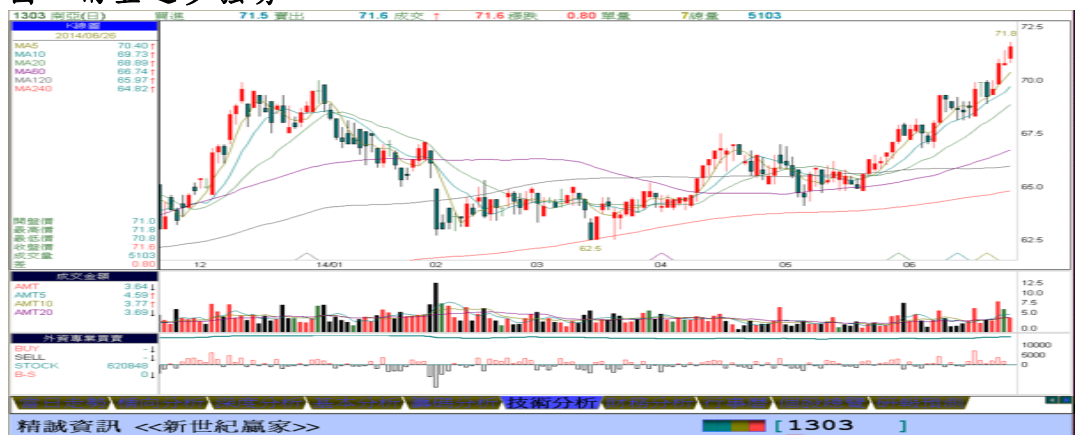 1303 南亞(日) 買進 71.5 賣出 71.6 成交 ↑ 71.6 漲跌 0.80 單量 7總量 5103
K線圖
2014/06/26
MA5 70.40↑
MA10 69.73↑
MA20 68.89↑
MA60 66.74↑
MA120 65.97↑
MA240 64.82↑
開盤價 71.0
最高價 71.8
最低價 70.8
收盤價 71.6
成交量 5103
差 0.80
71.8
62.5
72.5
70.0
67.5
65.0
62.5
12 14/01 02 03 04 05 06
成交金額
AMT 3.64↓
AMT5 4.59↑
AMT10 3.77↑
AMT20 3.69↓
12.5
10.0
7.5
5.0
0.0
外資專業買賣
BUY -↓
SELL -↓
STOCK 620848↓
B-S 0↓
10000
5000
0
技術分析
精誠資訊 <<新世紀贏家>> [1303 ]